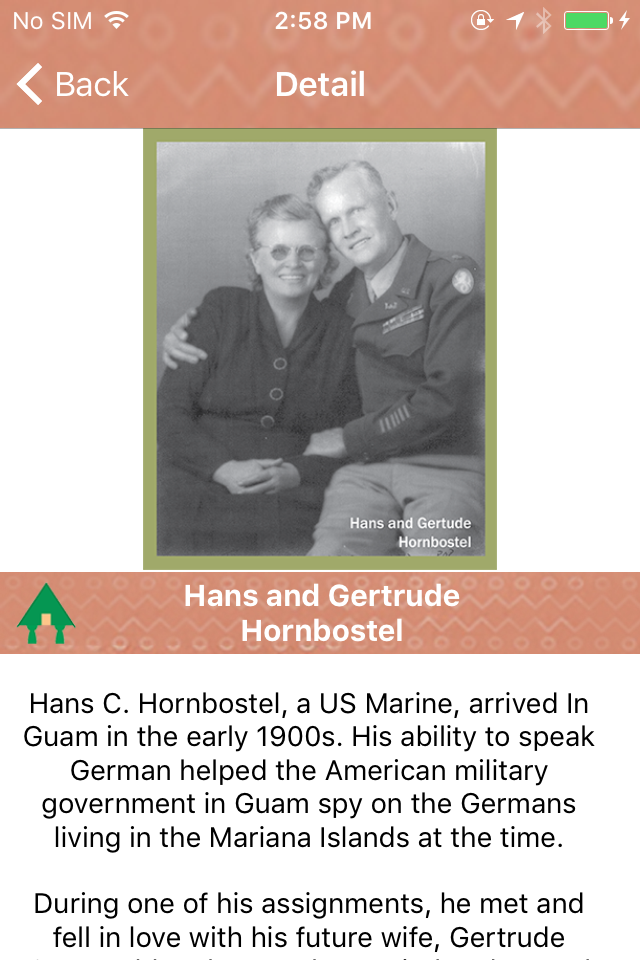 No SIM 2:58 PM
Back Detail
Hans and Gertude
Hornbostel
Hans and Gertrude
Hornbostel
Hans C. Hornbostel, a US Marine, arrived In
Guam in the early 1900s. His ability to speak
German helped the American military
government in Guam spy on the Germans
living in the Mariana Islands at the time.
During one of his assignments, he met and
fell in love with his future wife, Gertrude